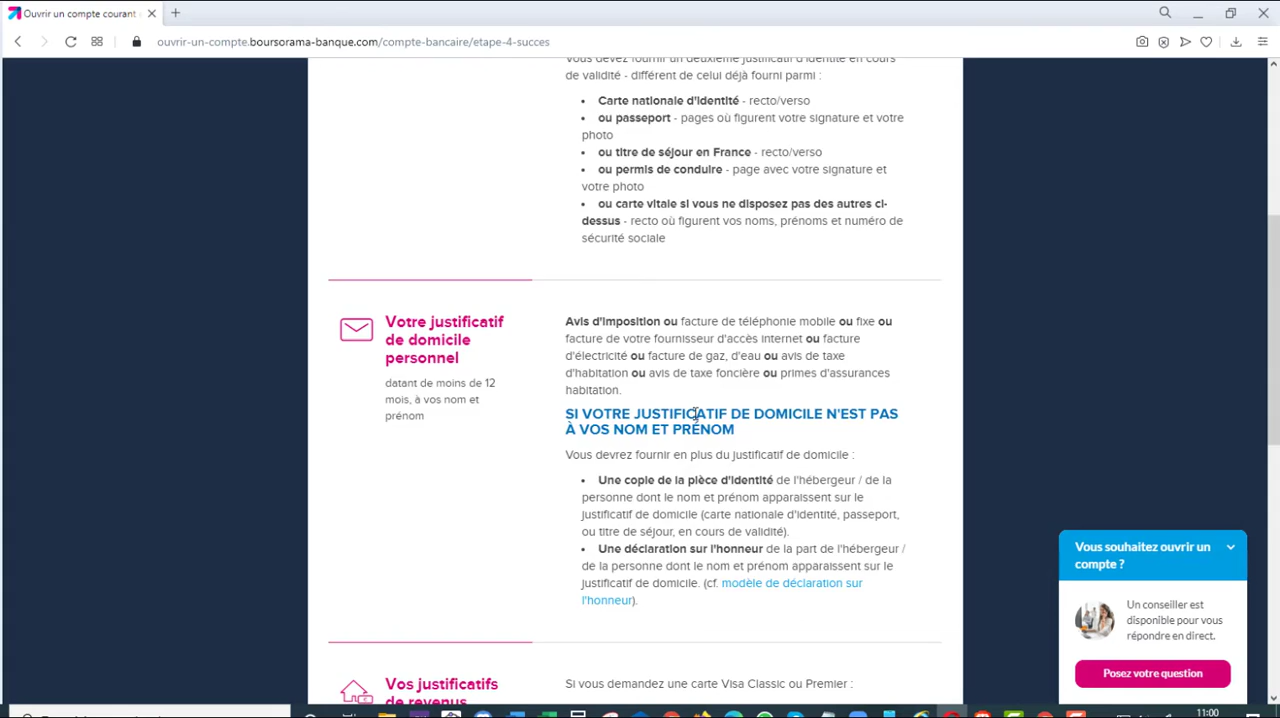 Ouvrir un compte courant
ouvrir-un-compte.boursorama-banque.com/compte-bancaire/etape-4-succes
Vous devez fournir un deuxième justificatif d'identité en cours
de validité - différent de celui déjà fourni parmi :
• Carte nationale d'identité - recto/verso
• ou passeport - pages où figurent votre signature et votre
photo
• ou titre de séjour en France - recto/verso
• ou permis de conduire - page avec votre signature et
votre photo
• ou carte vitale si vous ne disposez pas des autres ci-
dessus - recto où figurent vos noms, prénoms et numéro de
sécurité sociale
Votre justificatif
de domicile
personnel
datant de moins de 12
mois, à vos nom et
prénom
Avis d'imposition ou facture de téléphonie mobile ou fixe ou
facture de votre fournisseur d'accès internet ou facture
d'électricité ou facture de gaz, d'eau ou avis de taxe
d'habitation ou avis de taxe foncière ou primes d'assurances
habitation.
SI VOTRE JUSTIFICATIF DE DOMICILE N'EST PAS
À VOS NOM ET PRÉNOM
Vous devrez fournir en plus du justificatif de domicile :
• Une copie de la pièce d'identité de l'hébergeur / de la
personne dont le nom et prénom apparaissent sur le
justificatif de domicile (carte nationale d'identité, passeport,
ou titre de séjour, en cours de validité).
• Une déclaration sur l'honneur de la part de l'hébergeur /
de la personne dont le nom et prénom apparaissent sur le
justificatif de domicile. (cf. modèle de déclaration sur
l'honneur).
Vos justificatifs
de revenus
Si vous demandez une carte Visa Classic ou Premier :
Vous souhaitez ouvrir un
compte ?
Un conseiller est
disponible pour vous
répondre en direct.
Posez votre question
11:00